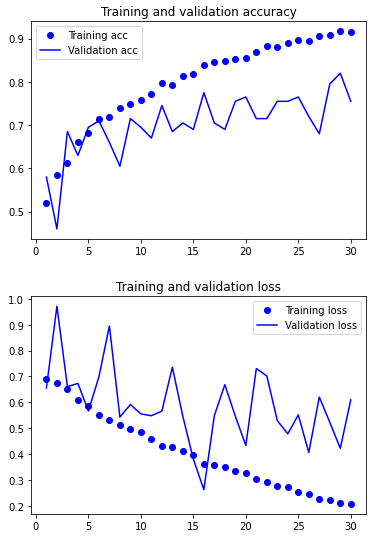 Training and validation accuracy
Training acc
Validation acc
0.9
0.8
0.7
0.6
0.5
0 5 10 15 20 25 30
Training and validation loss
Training loss
Validation loss
1.0
0.9
0.8
0.7
0.6
0.5
0.4
0.3
0.2
0 5 10 15 20 25 30